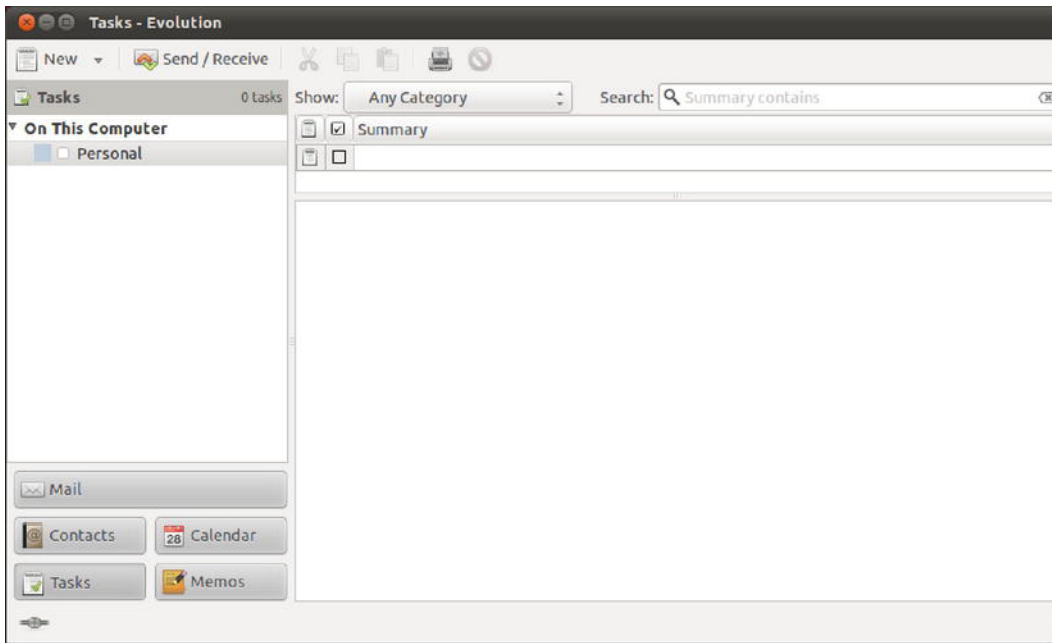 Tasks - Evolution
New Send / Receive
Tasks 0 tasks Show: Any Category Search: Summary contains
On This Computer Summary
Personal
Mail
Contacts 28 Calendar
Tasks Memos